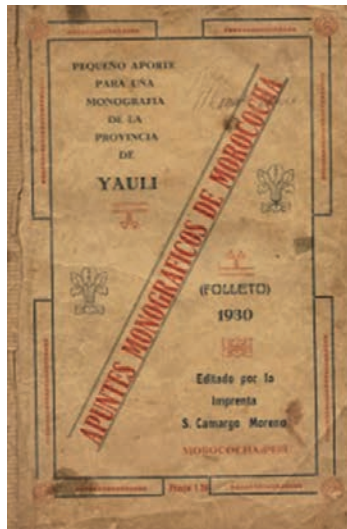 PEQUEÑO APORTE
PARA UNA
MONOGRAFIA
DE LA
PROVINCIA
DE
YAULI
APUNTES MONOGRAFICOS DE MOROCOCHA
(FOLLETO)
1930
Editado por la
Imprenta
S. Camargo Moreno
MOROCOCHA-PERU